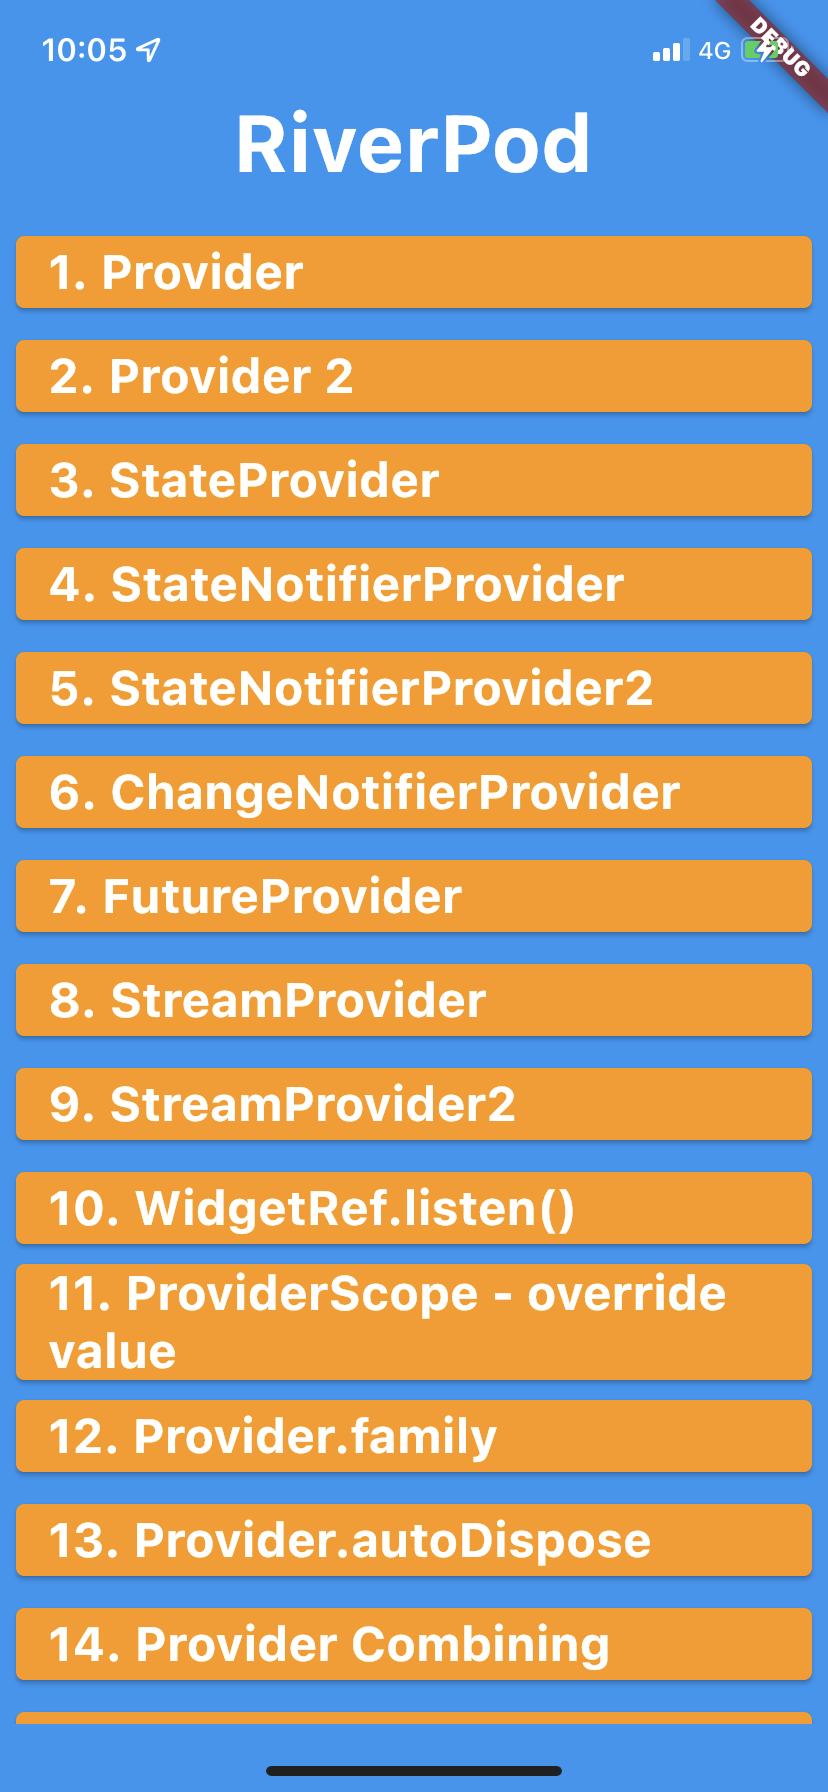 10:05
4G
DEBUG
RiverPod
1. Provider
2. Provider 2
3. StateProvider
4. StateNotifierProvider
5. StateNotifierProvider2
6. ChangeNotifierProvider
7. FutureProvider
8. StreamProvider
9. StreamProvider2
10. WidgetRef.listen()
11. ProviderScope - override
value
12. Provider.family
13. Provider.autoDispose
14. Provider Combining